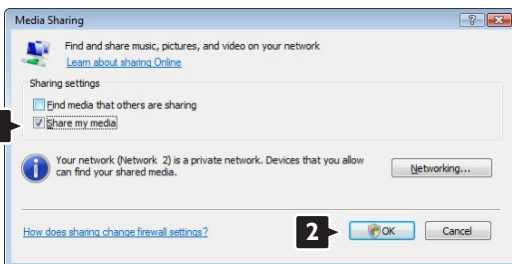 Media Sharing
Find and share music, pictures, and video on your network
Learn about sharing Online
Sharing settings
Find media that others are sharing
Share my media
Your network (Network 2) is a private network. Devices that you allow
can find your shared media.
Networking...
How does sharing change firewall settings?
2
OK
Cancel